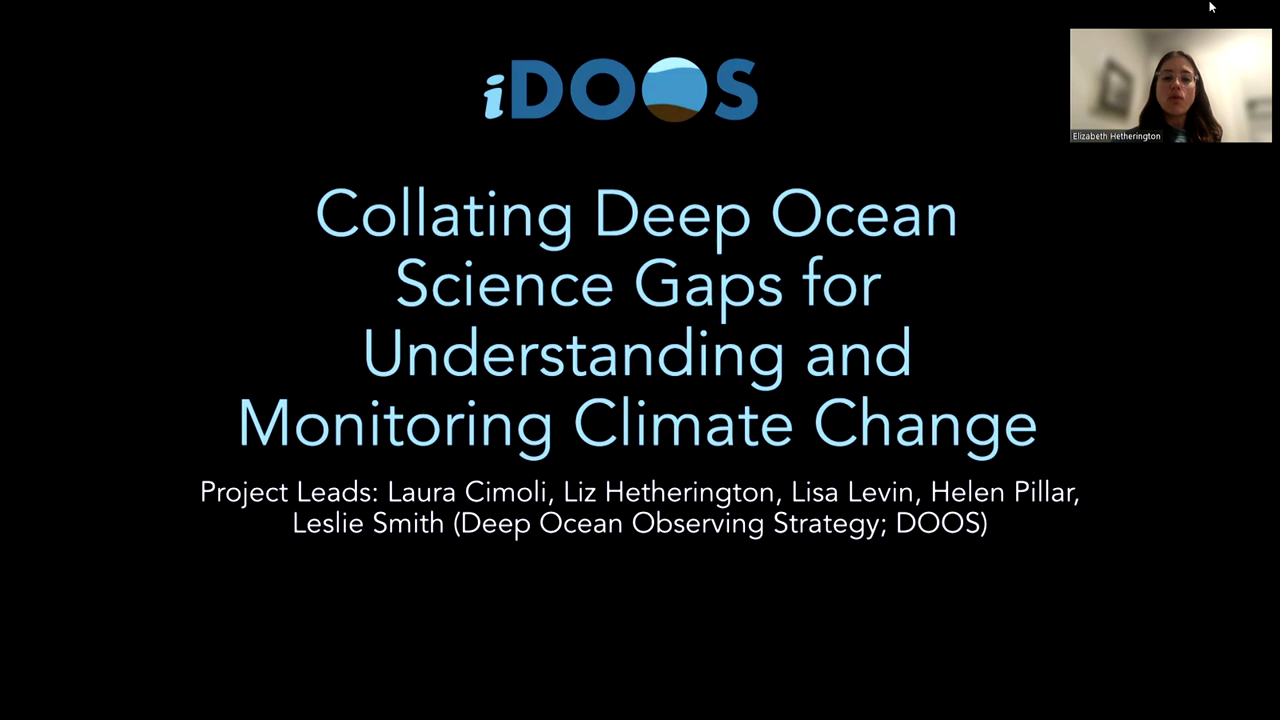 iDOOS
Elizabeth Hetherington
Collating Deep Ocean
Science Gaps for
Understanding and
Monitoring Climate Change
Project Leads: Laura Cimoli, Liz Hetherington, Lisa Levin, Helen Pillar,
Leslie Smith (Deep Ocean Observing Strategy; DOOS)